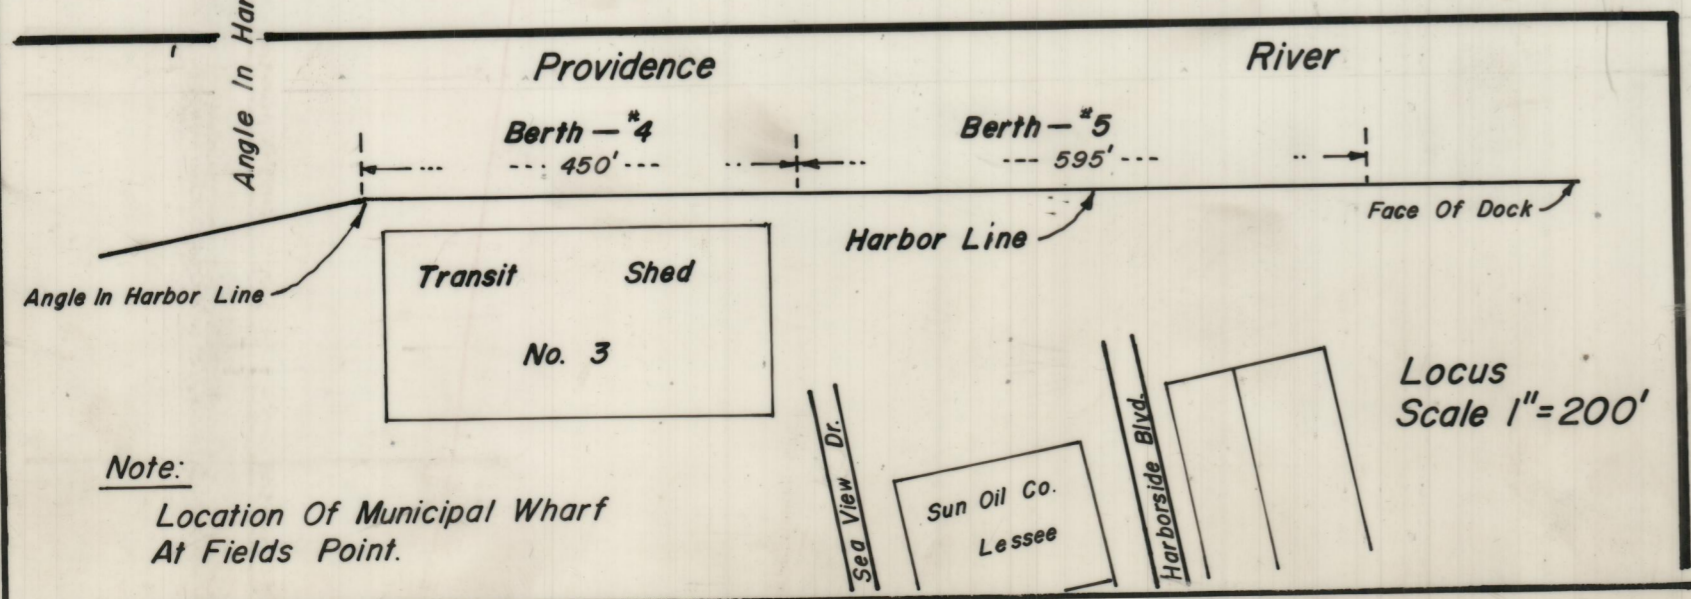 Angle In Har
Providence River
Berth — #4
450'
Berth — #5
595'
Face Of Dock
Harbor Line
Angle In Harbor Line
Transit Shed
No. 3
Locus
Scale 1"=200'
Sea View Dr.
Harborside Blvd.
Sun Oil Co.
Lessee
Note:
Location Of Municipal Wharf
At Fields Point.